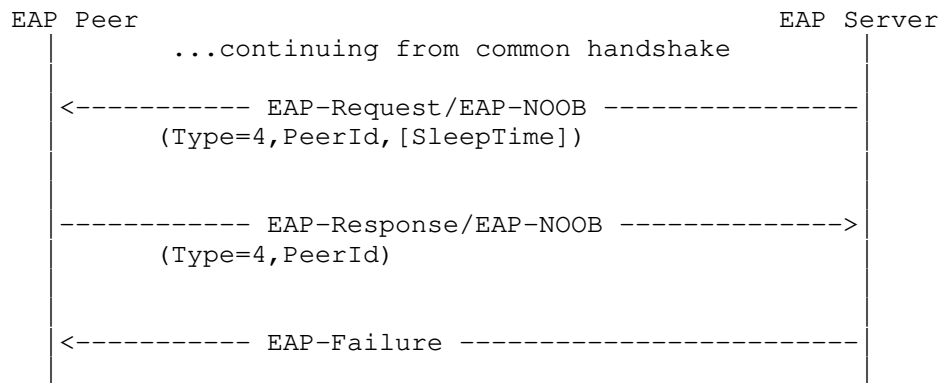 EAP Peer                                             EAP Server
  |         ...continuing from common handshake         |
  |                                                     |
  |<----------- EAP-Request/EAP-NOOB ----------------|
  |      (Type=4,PeerId,[SleepTime])                    |
  |                                                     |
  |                                                     |
  |------------ EAP-Response/EAP-NOOB -------------->|
  |      (Type=4,PeerId)                                |
  |                                                     |
  |                                                     |
  |<----------- EAP-Failure --------------------------|
  |                                                     |